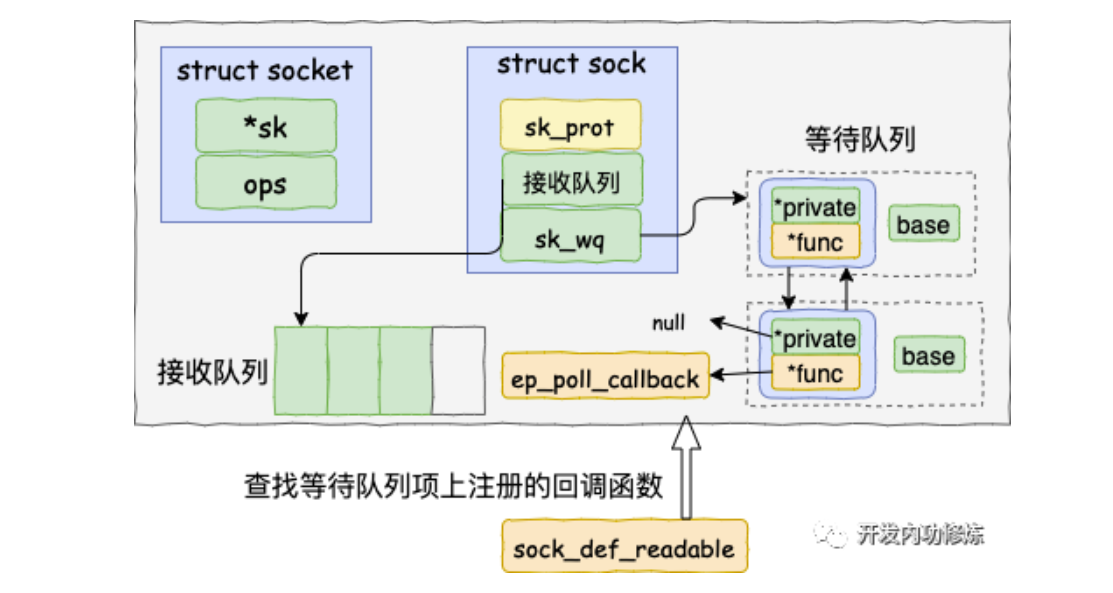 struct socket
*sk
ops
struct sock
sk_prot
接收队列
sk_wq
等待队列
*private
*func
base
*private
*func
base
null
ep_poll_callback
接收队列
查找等待队列项上注册的回调函数
sock_def_readable
开发内功修炼